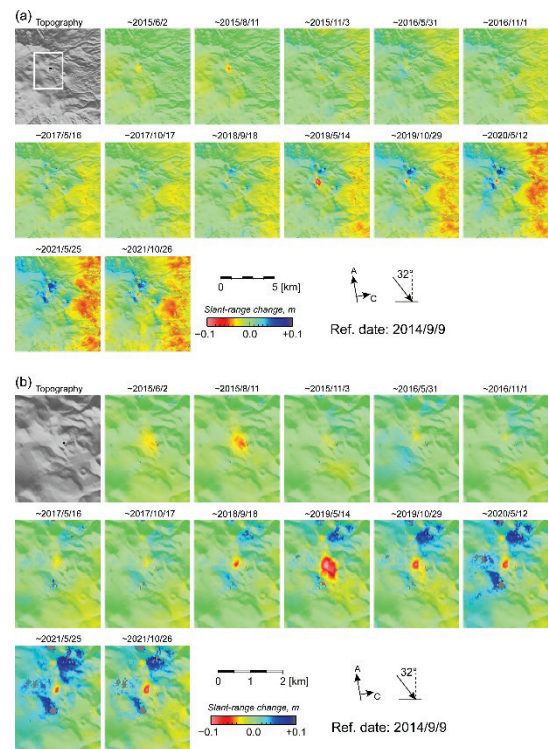 (a)
Topography ~2015/6/2 ~2015/8/11 ~2015/11/3 ~2016/5/31 ~2016/11/1
~2017/5/16 ~2017/10/17 ~2018/9/18 ~2019/5/14 ~2019/10/29 ~2020/5/12
~2021/5/25 ~2021/10/26
0 5 [km]
A
C
32°
Slant-range change, m
−0.1 0.0 +0.1
Ref. date: 2014/9/9
(b)
Topography ~2015/6/2 ~2015/8/11 ~2015/11/3 ~2016/5/31 ~2016/11/1
~2017/5/16 ~2017/10/17 ~2018/9/18 ~2019/5/14 ~2019/10/29 ~2020/5/12
~2021/5/25 ~2021/10/26
0 1 2 [km]
A
C
32°
Slant-range change, m
−0.1 0.0 +0.1
Ref. date: 2014/9/9